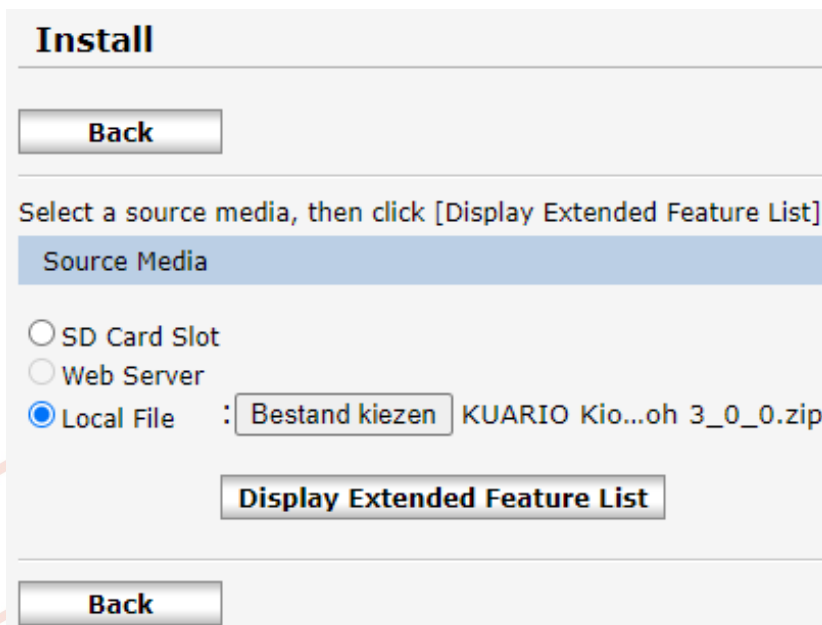 Install
Back
Select a source media, then click [Display Extended Feature List]
Source Media
SD Card Slot
Web Server
Local File : Bestand kiezen KUARIO Kio...oh 3_0_0.zip
Display Extended Feature List
Back